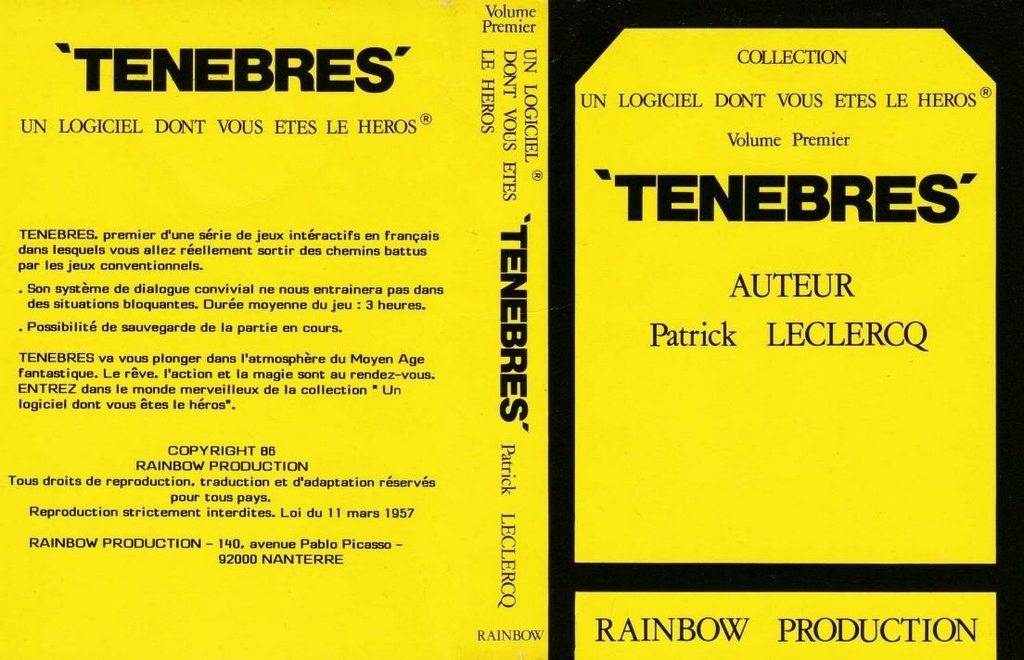 `TENEBRES´
UN LOGICIEL DONT VOUS ETES LE HEROS®
TENEBRES. premier d'une série de jeux intéractifs en français
dans lesquels vous allez réellement sortir des chemins battus
par les jeux conventionnels.
. Son système de dialogue convivial ne nous entrainera pas dans
des situations bloquantes. Durée moyenne du jeu : 3 heures.
. Possibilité de sauvegarde de la partie en cours.
TENEBRES va vous plonger dans l'atmosphère du Moyen Age
fantastique. Le rêve. l'action et la magie sont au rendez-vous.
ENTREZ dans le monde merveilleux de la collection " Un
logiciel dont vous êtes le héros".
COPYRIGHT 86
RAINBOW PRODUCTION
Tous droits de reproduction. traduction et d'adaptation réservés
pour tous pays.
Reproduction strictement interdites. Loi du 11 mars 1957
RAINBOW PRODUCTION - 140. avenue Pablo Picasso -
92000 NANTERRE
Volume
Premier
UN LOGICIEL ®
DONT VOUS ETES
LE HEROS
`TENEBRES´
Patrick LECLERCQ
RAINBOW
COLLECTION
UN LOGICIEL DONT VOUS ETES LE HEROS®
Volume Premier
`TENEBRES´
AUTEUR
Patrick LECLERCQ
RAINBOW PRODUCTION